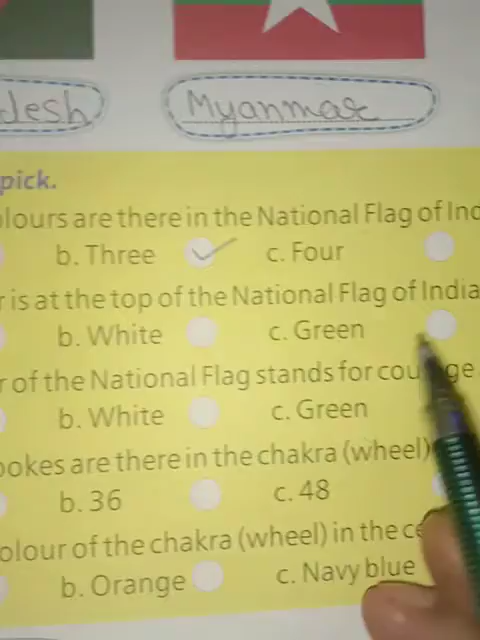 desh Myanmar
pick.
lours are there in the National Flag of Ind
b. Three c. Four
r is at the top of the National Flag of India
b. White c. Green
r of the National Flag stands for
b. White c. Green
pokes are there in the chakra (wheel)
b. 36 c. 48
olour of the chakra (wheel) in the ce
b. Orange c. Navy blue